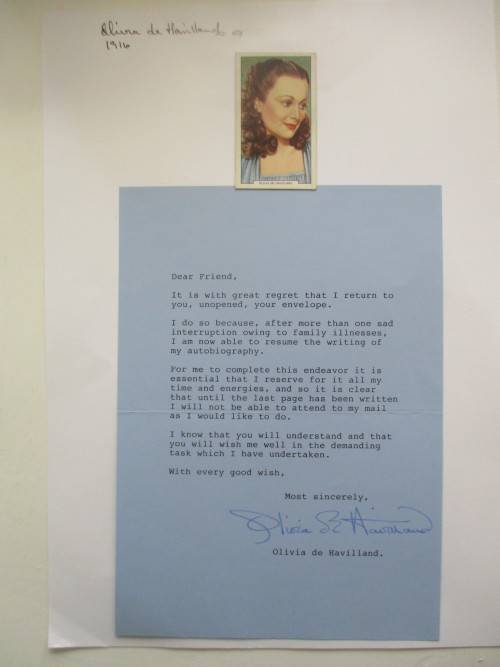 Olivia de Havilland
1916
OLIVIA DE HAVILLAND
Dear Friend,
It is with great regret that I return to
you, unopened, your envelope.
I do so because, after more than one sad
interruption owing to family illnesses,
I am now able to resume the writing of
my autobiography.
For me to complete this endeavor it is
essential that I reserve for it all my
time and energies, and so it is clear
that until the last page has been written
I will not be able to attend to my mail
as I would like to do.
I know that you will understand and that
you will wish me well in the demanding
task which I have undertaken.
With every good wish,
Most sincerely,
Olivia de Havilland
Olivia de Havilland.